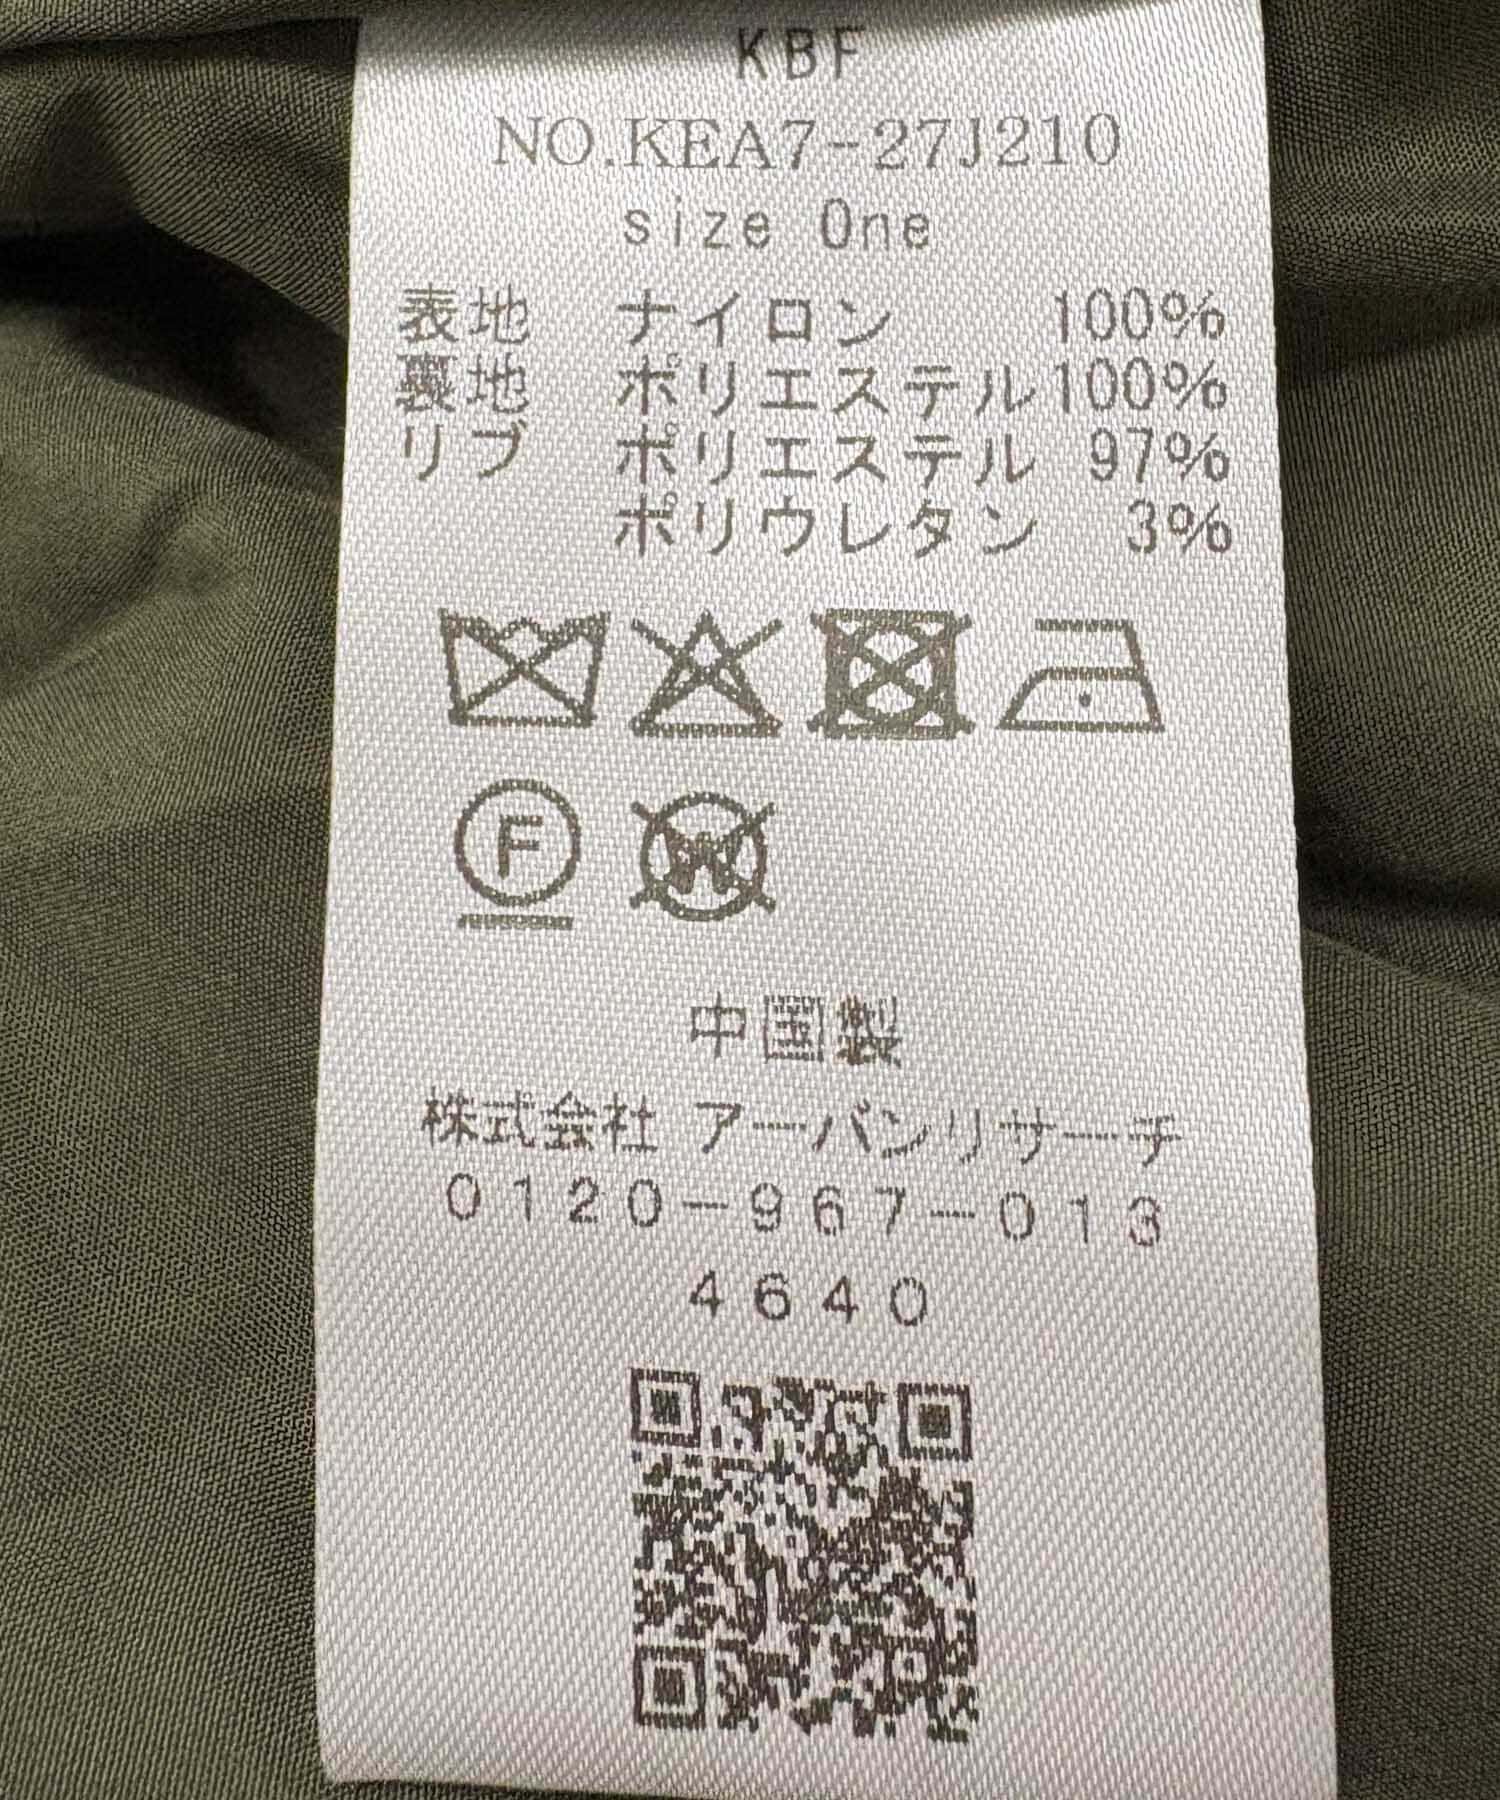 KBF
NO.KEA7-27J210
size One
表地 ナイロン 100%
裏地 ポリエステル100%
リブ ポリエステル 97%
ポリウレタン 3%
F
W
中国製
株式会社 アーバンリサーチ
0120-967-013
4640